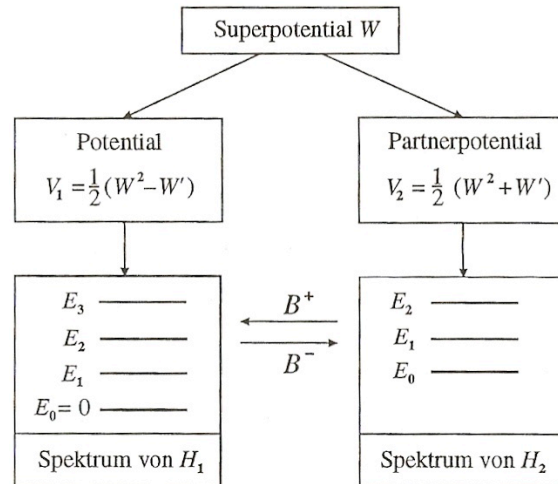 Superpotential W
Potential
V₁ = ½(W² – W′)
Partnerpotential
V₂ = ½ (W² + W′)
E₃
E₂
E₁
E₀ = 0
Spektrum von H₁
B⁺
B⁻
E₂
E₁
E₀
Spektrum von H₂